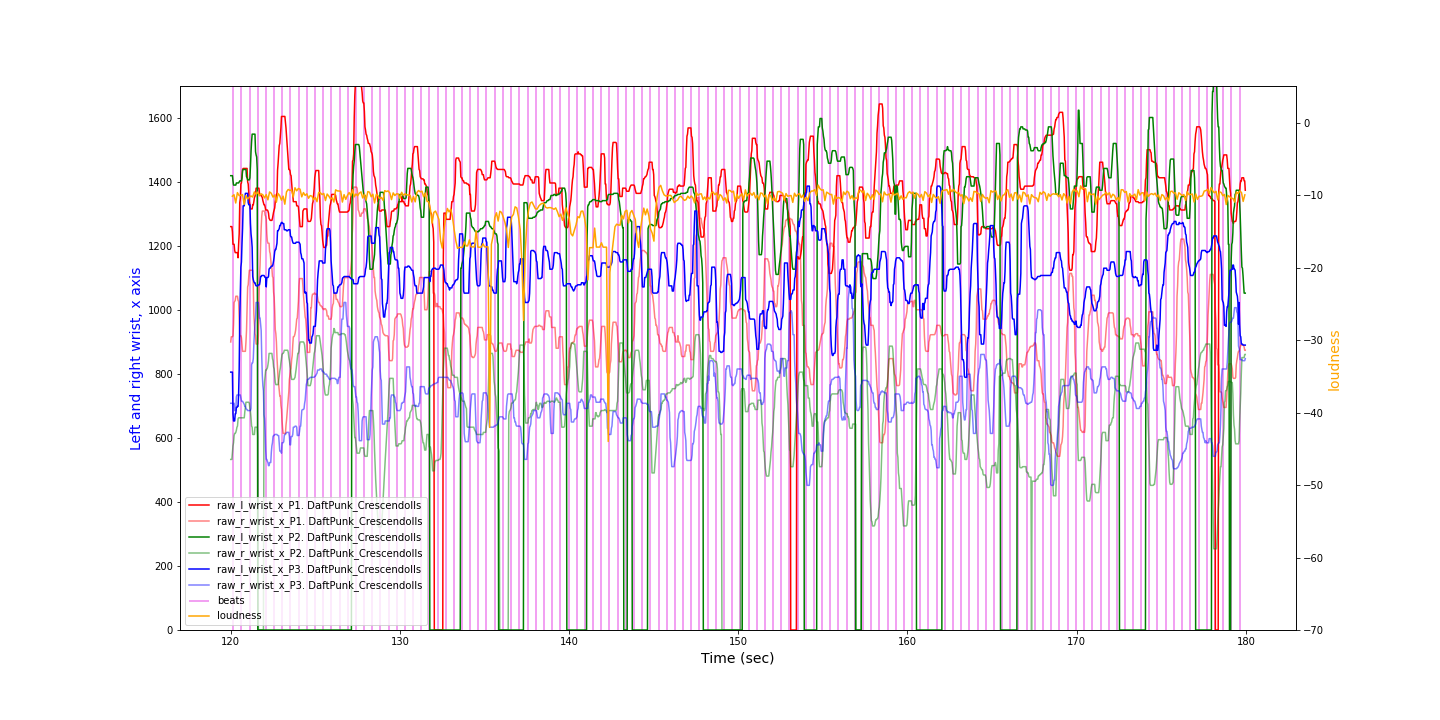 1600
1400
1200
1000
800
600
400
200
0
Left and right wrist, x axis
raw_l_wrist_x_P1. DaftPunk_Crescendolls
raw_r_wrist_x_P1. DaftPunk_Crescendolls
raw_l_wrist_x_P2. DaftPunk_Crescendolls
raw_r_wrist_x_P2. DaftPunk_Crescendolls
raw_l_wrist_x_P3. DaftPunk_Crescendolls
raw_r_wrist_x_P3. DaftPunk_Crescendolls
beats
loudness
120 130 140 150 160 170 180
Time (sec)
0
−10
−20
−30
−40
−50
−60
−70
loudness